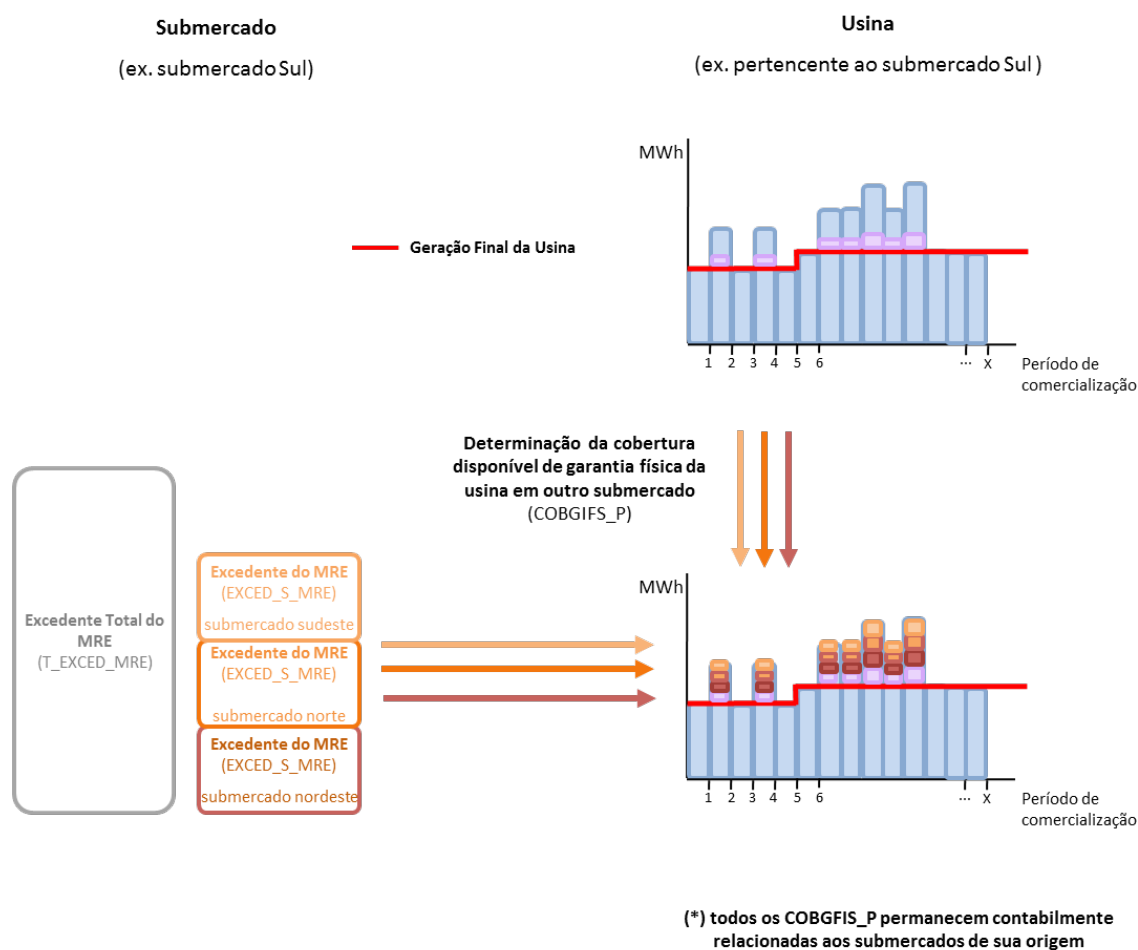 Submercado
(ex. submercado Sul)
Usina
(ex. pertencente ao submercado Sul )
MWh
Geração Final da Usina
1 2 3 4 5 6 ... X
Período de
comercialização
Determinação da cobertura
disponível de garantia física da
usina em outro submercado
(COBGIFS_P)
Excedente Total do
MRE
(T_EXCED_MRE)
Excedente do MRE
(EXCED_S_MRE)
submercado sudeste
Excedente do MRE
(EXCED_S_MRE)
submercado norte
Excedente do MRE
(EXCED_S_MRE)
submercado nordeste
MWh
1 2 3 4 5 6 ... X
Período de
comercialização
(*) todos os COBGFIS_P permanecem contabilmente
relacionadas aos submercados de sua origem